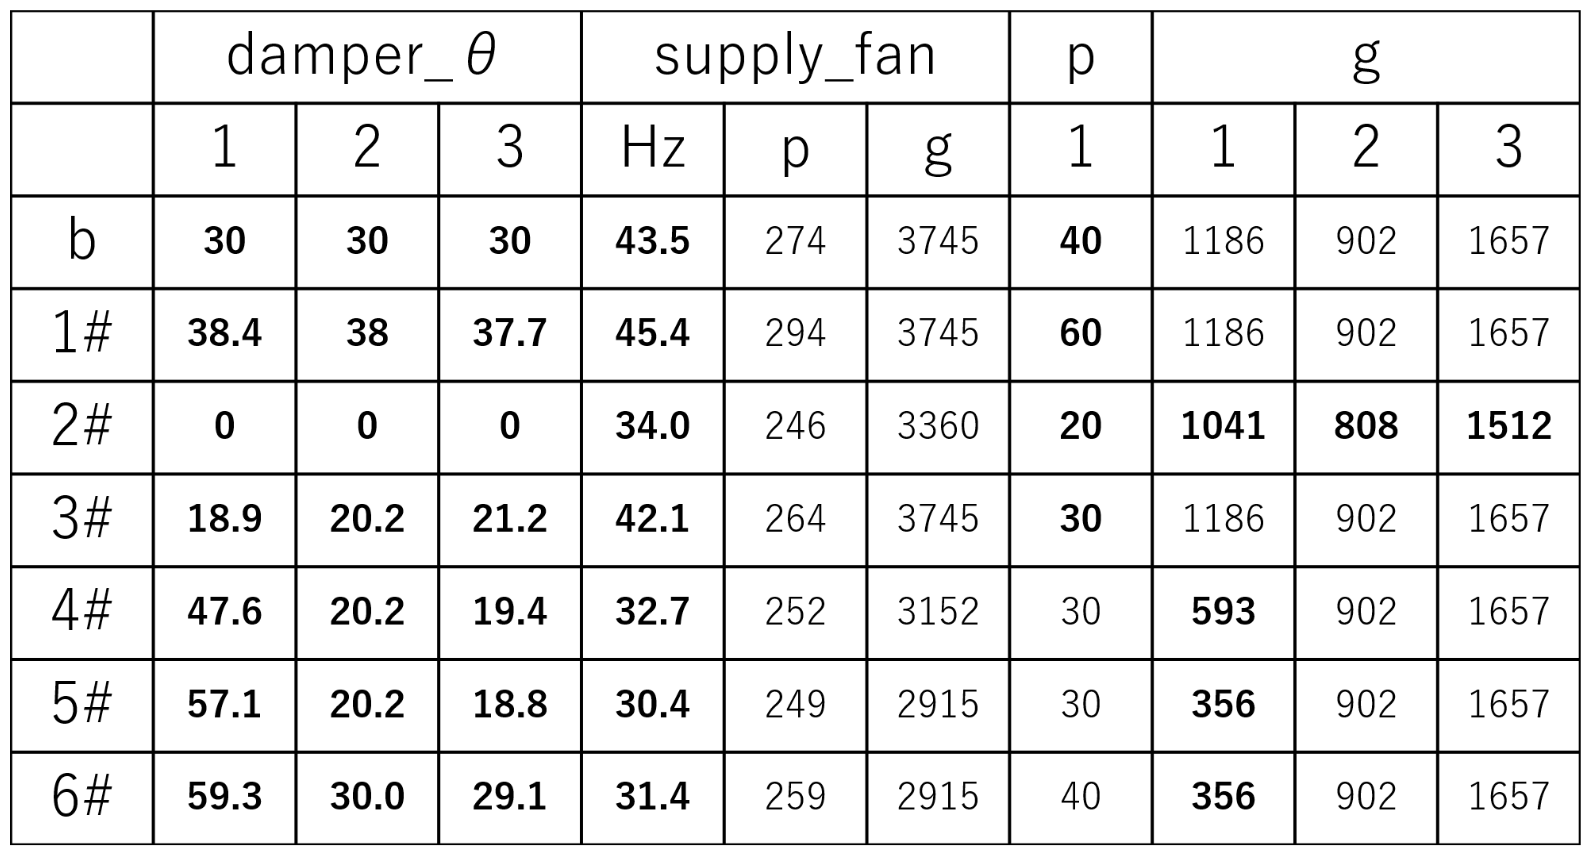 damper_θ supply_fan p g
1 2 3 Hz p g 1 1 2 3
b 30 30 30 43.5 274 3745 40 1186 902 1657
1# 38.4 38 37.7 45.4 294 3745 60 1186 902 1657
2# 0 0 0 34.0 246 3360 20 1041 808 1512
3# 18.9 20.2 21.2 42.1 264 3745 30 1186 902 1657
4# 47.6 20.2 19.4 32.7 252 3152 30 593 902 1657
5# 57.1 20.2 18.8 30.4 249 2915 30 356 902 1657
6# 59.3 30.0 29.1 31.4 259 2915 40 356 902 1657